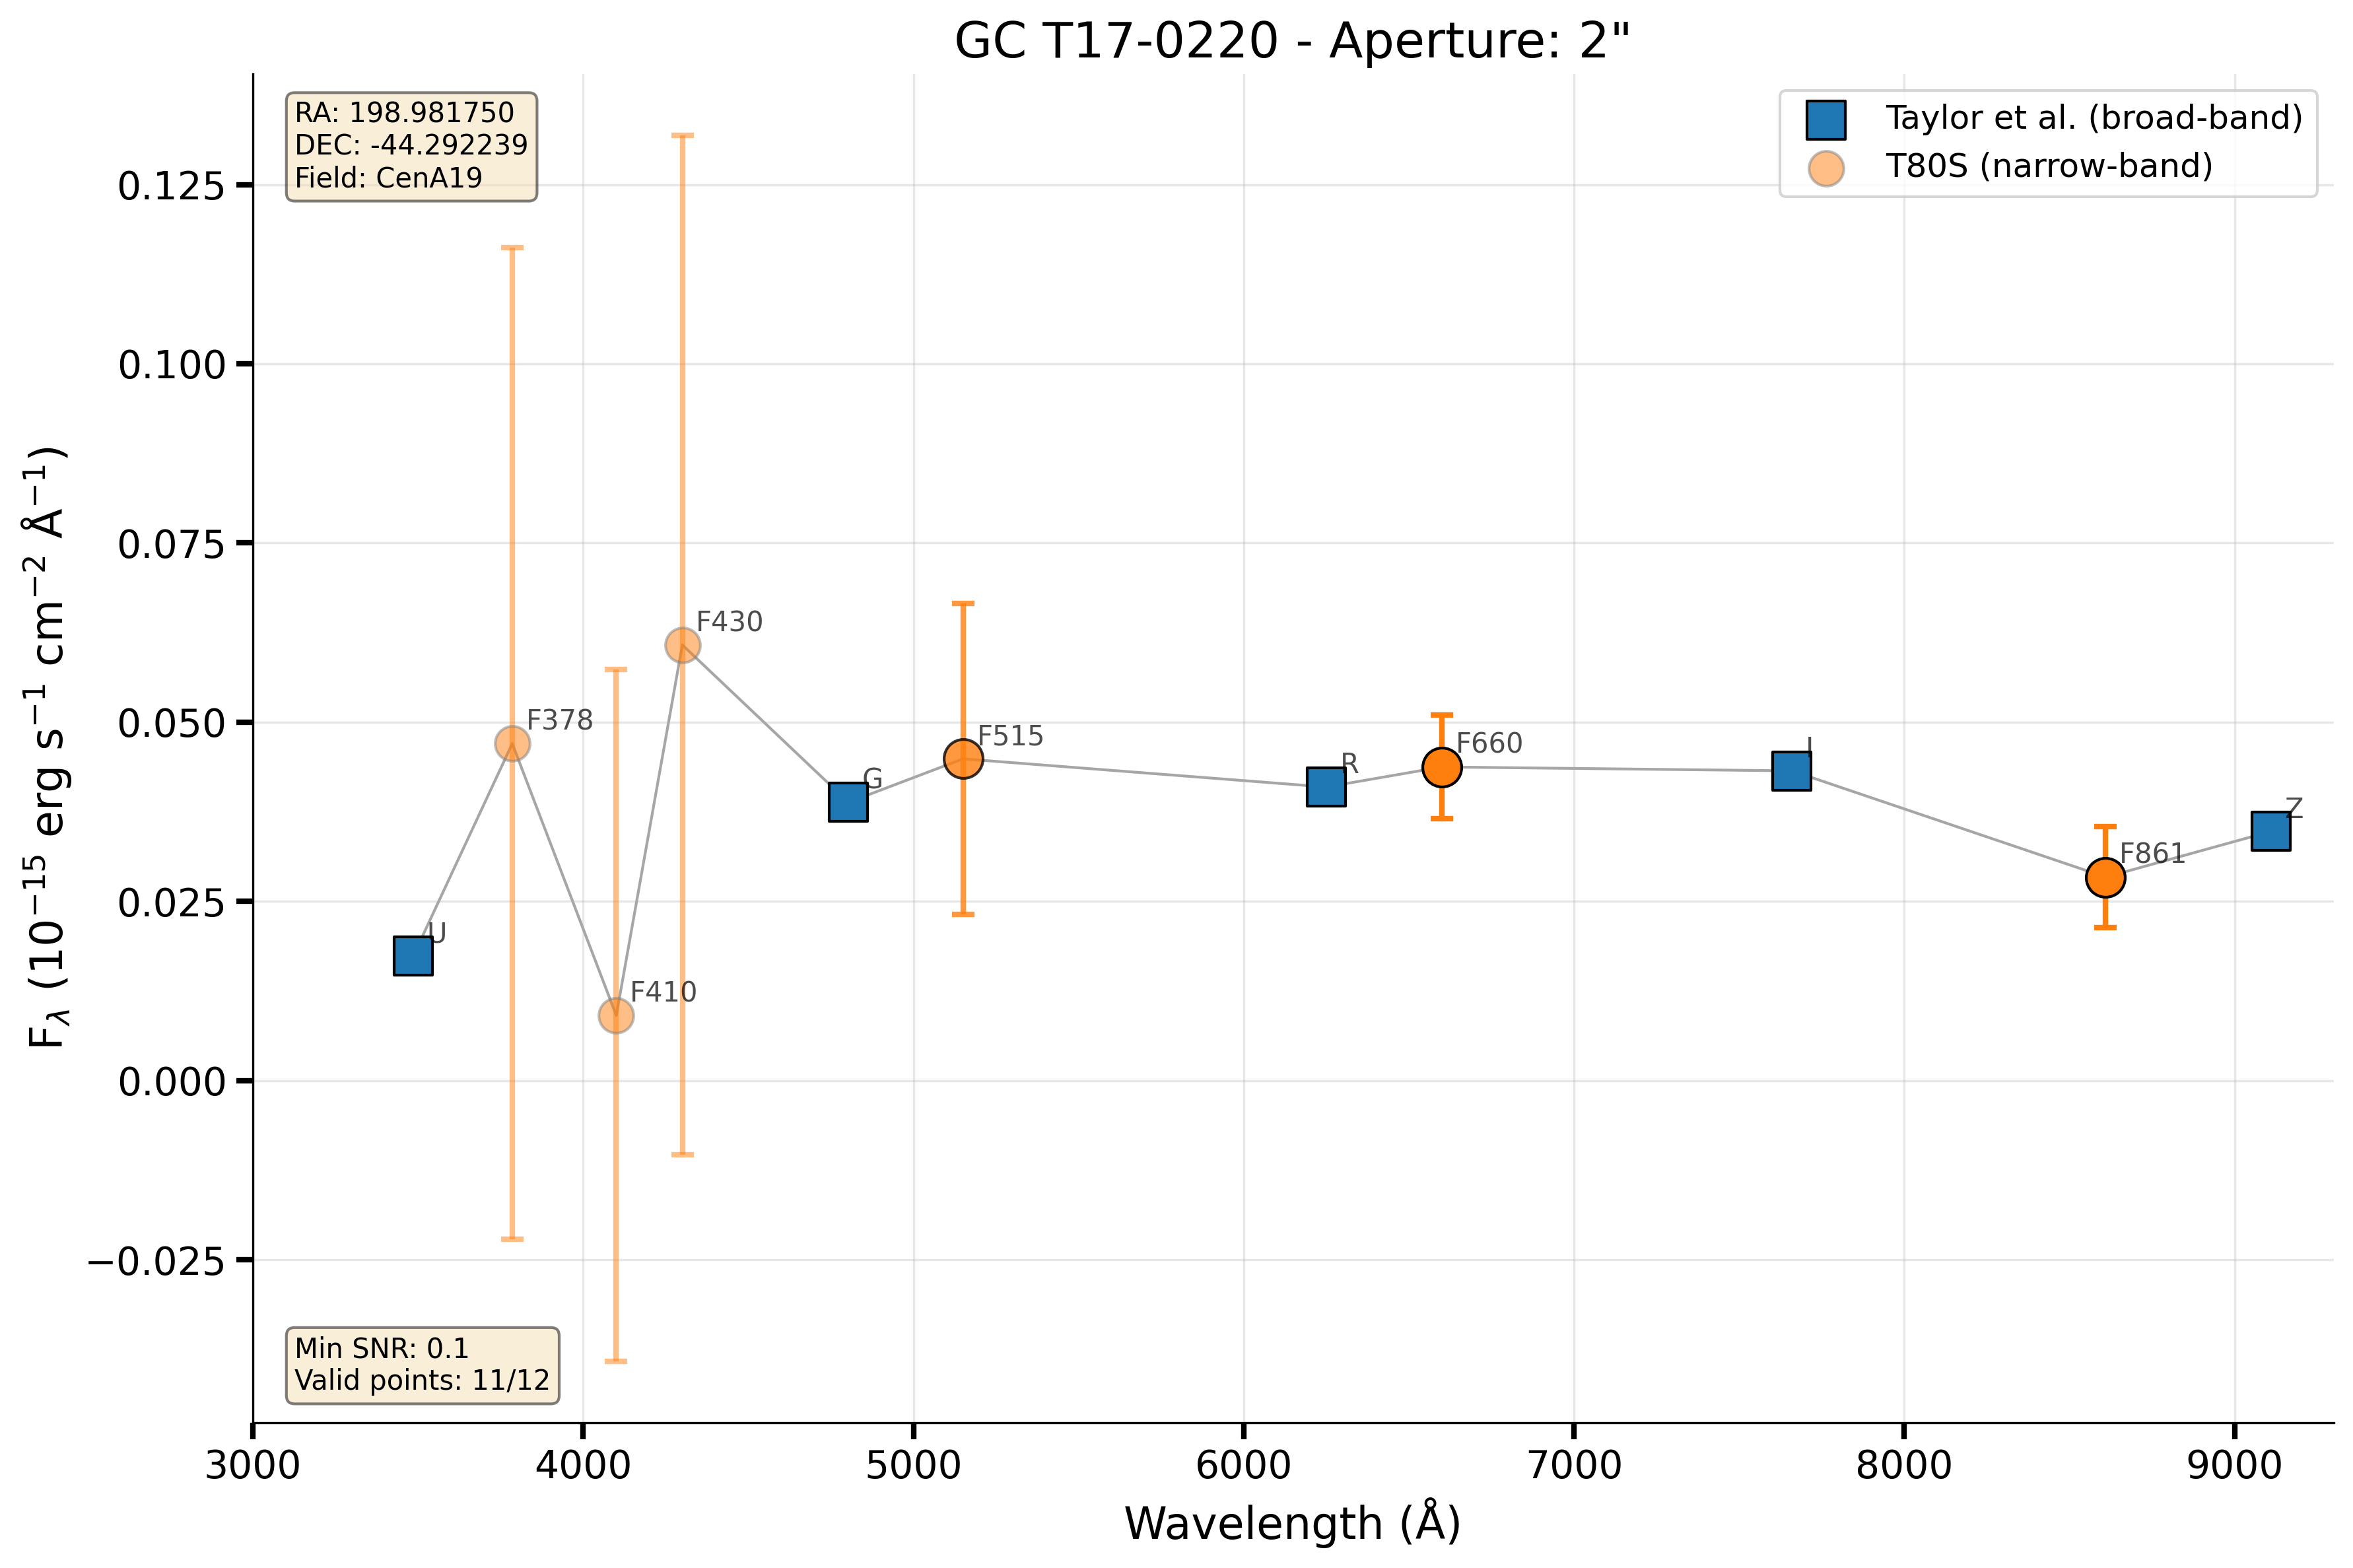 GC T17-0220 - Aperture: 2"
RA: 198.981750
DEC: -44.292239
Field: CenA19
Taylor et al. (broad-band)
T80S (narrow-band)
0.125
0.100
0.075
0.050
0.025
0.000
−0.025
F_λ (10⁻¹⁵ erg s⁻¹ cm⁻² Å⁻¹)
U
F378
F410
F430
G
F515
R
F660
I
F861
Z
Min SNR: 0.1
Valid points: 11/12
3000 4000 5000 6000 7000 8000 9000
Wavelength (Å)